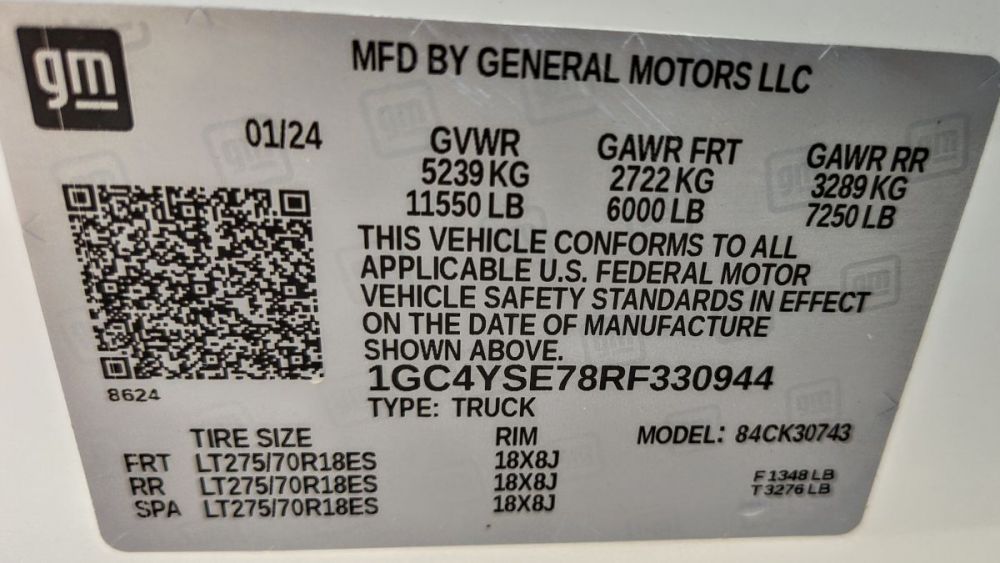 gm
MFD BY GENERAL MOTORS LLC
01/24
GVWR
5239 KG
11550 LB
GAWR FRT
2722 KG
6000 LB
GAWR RR
3289 KG
7250 LB
THIS VEHICLE CONFORMS TO ALL
APPLICABLE U.S. FEDERAL MOTOR
VEHICLE SAFETY STANDARDS IN EFFECT
ON THE DATE OF MANUFACTURE
SHOWN ABOVE.
8624
1GC4YSE78RF330944
TYPE: TRUCK
TIRE SIZE RIM MODEL: 84CK30743
FRT LT275/70R18ES 18X8J
RR LT275/70R18ES 18X8J
SPA LT275/70R18ES 18X8J
F 1348 LB
T 3276 LB